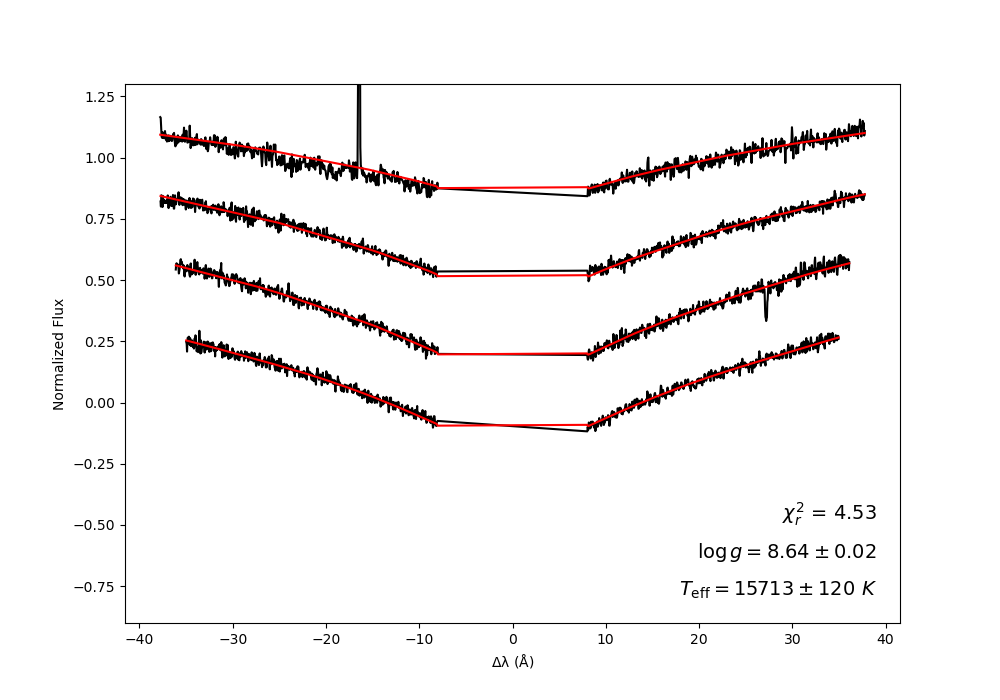 1.25
1.00
0.75
0.50
0.25
0.00
−0.25
−0.50
−0.75
Normalized Flux
χ²ᵣ = 4.53
log g = 8.64 ± 0.02
T_eff = 15713 ± 120 K
−40 −30 −20 −10 0 10 20 30 40
Δλ (Å)